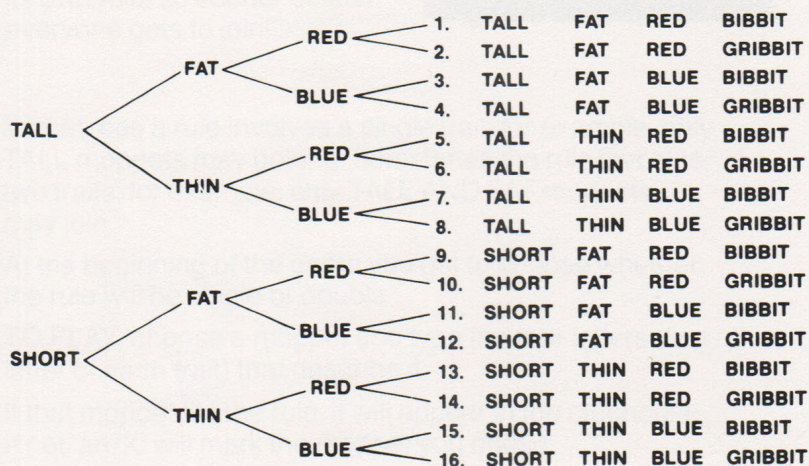 TALL
FAT
RED
BLUE
THIN
RED
BLUE
SHORT
FAT
RED
BLUE
THIN
RED
BLUE
1. TALL FAT RED BIBBIT
2. TALL FAT RED GRIBBIT
3. TALL FAT BLUE BIBBIT
4. TALL FAT BLUE GRIBBIT
5. TALL THIN RED BIBBIT
6. TALL THIN RED GRIBBIT
7. TALL THIN BLUE BIBBIT
8. TALL THIN BLUE GRIBBIT
9. SHORT FAT RED BIBBIT
10. SHORT FAT RED GRIBBIT
11. SHORT FAT BLUE BIBBIT
12. SHORT FAT BLUE GRIBBIT
13. SHORT THIN RED BIBBIT
14. SHORT THIN RED GRIBBIT
15. SHORT THIN BLUE BIBBIT
16. SHORT THIN BLUE GRIBBIT